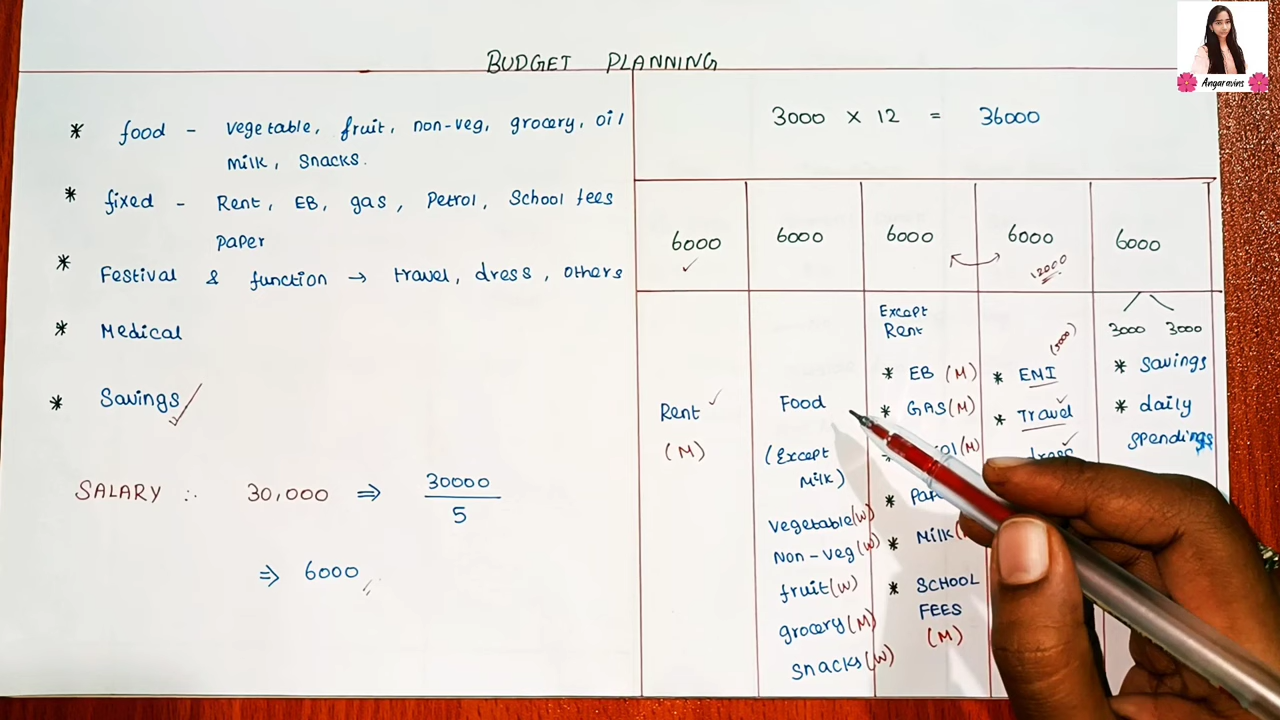 BUDGET PLANNING
* food - vegetable, fruit, non-veg, grocery, oil
milk, snacks.
* fixed - Rent, EB, gas, Petrol, School fees
paper
* Festival & function → travel, dress, others
* Medical
* Savings
SALARY :- 30,000 ⇒ 30000
5
⇒ 6000
3000 x 12 = 36000
6000 6000 6000 6000 6000
12000
Rent
(M)
Food
(Except
Milk)
vegetable(W)
Non-veg(W)
fruit(W)
grocery(M)
Snacks(W)
Except
Rent
* EB (M)
* GAS(M)
* Milk
* SCHOOL
FEES
(M)
(5000)
* EMI
* Travel
dress
3000 3000
* Savings
* daily
spendings
Angaravins